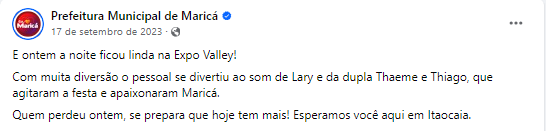 Maricá
Prefeitura Municipal de Maricá
17 de setembro de 2023 ·
E ontem a noite ficou linda na Expo Valley!
Com muita diversão o pessoal se divertiu ao som de Lary e da dupla Thaeme e Thiago, que
agitaram a festa e apaixonaram Maricá.
Quem perdeu ontem, se prepara que hoje tem mais! Esperamos você aqui em Itaocaia.